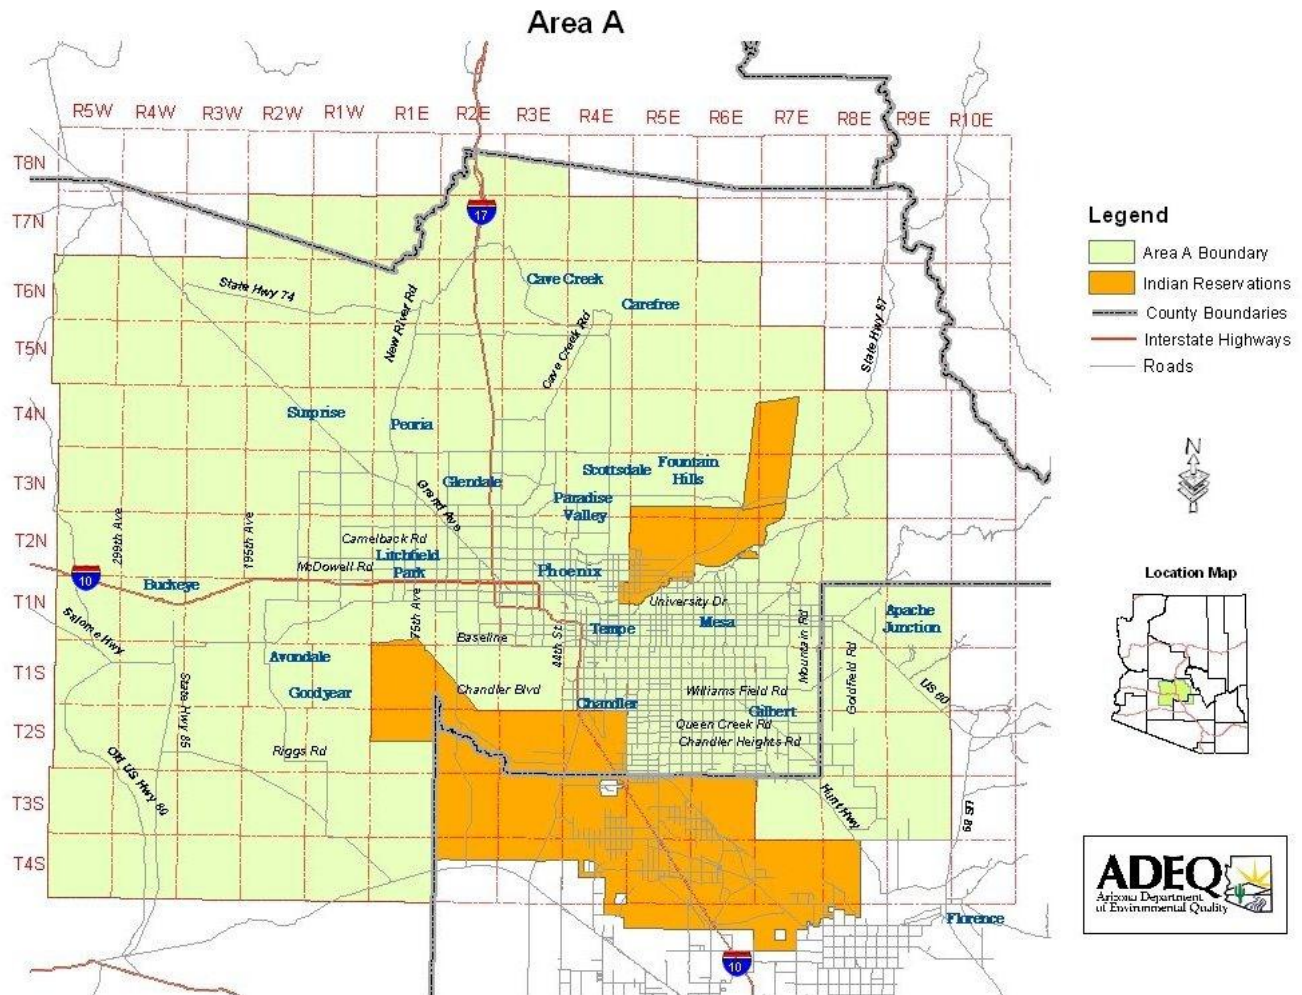 Area A
R5W R4W R3W R2W R1W R1E R2E R3E R4E R5E R6E R7E R8E R9E R10E
T8N
T7N
17
Cave Creek
T6N
State Hwy 74
Carefree
New River Rd
Cave Creek Rd
State Hwy 87
T5N
T4N
Surprise
Peoria
Scottsdale
Fountain
Hills
T3N
Glendale
Grand Ave
Paradise
Valley
299th Ave
195th Ave
T2N
Camelback Rd
Litchfield
Park
McDowell Rd
Phoenix
10
Buckeye
T1N
75th Ave
University Dr
Apache
Junction
Salome Hwy
Baseline
44th St
Tempe
Mesa
Mountain Rd
Goldfield Rd
T1S
Avondale
Goodyear
State Hwy 85
Chandler Blvd
Chandler
Williams Field Rd
Gilbert
US 60
T2S
Riggs Rd
Queen Creek Rd
Chandler Heights Rd
Old US Hwy 80
T3S
Hunt Hwy
US 89
T4S
Florence
10
Legend
Area A Boundary
Indian Reservations
County Boundaries
Interstate Highways
Roads
N
Location Map
ADEQ
Arizona Department
of Environmental Quality